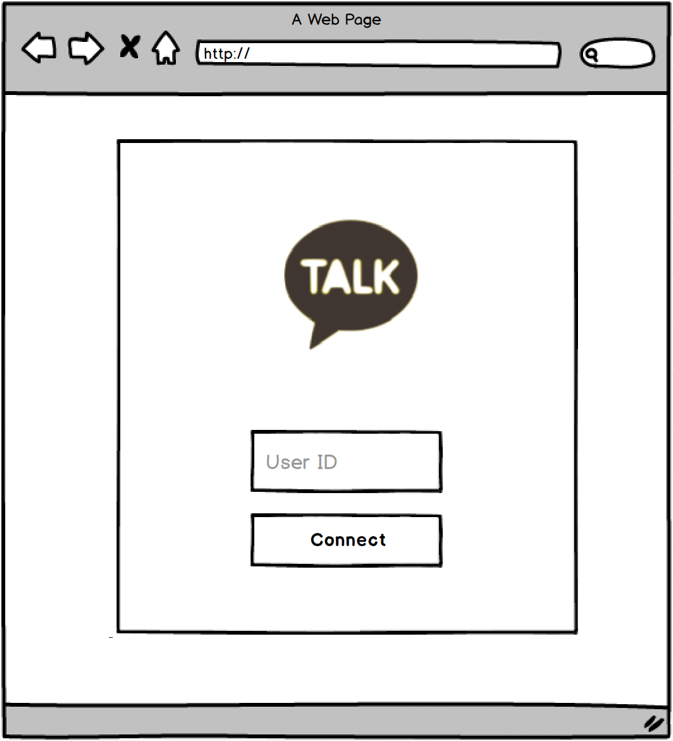 A Web Page
http://
TALK
User ID
Connect